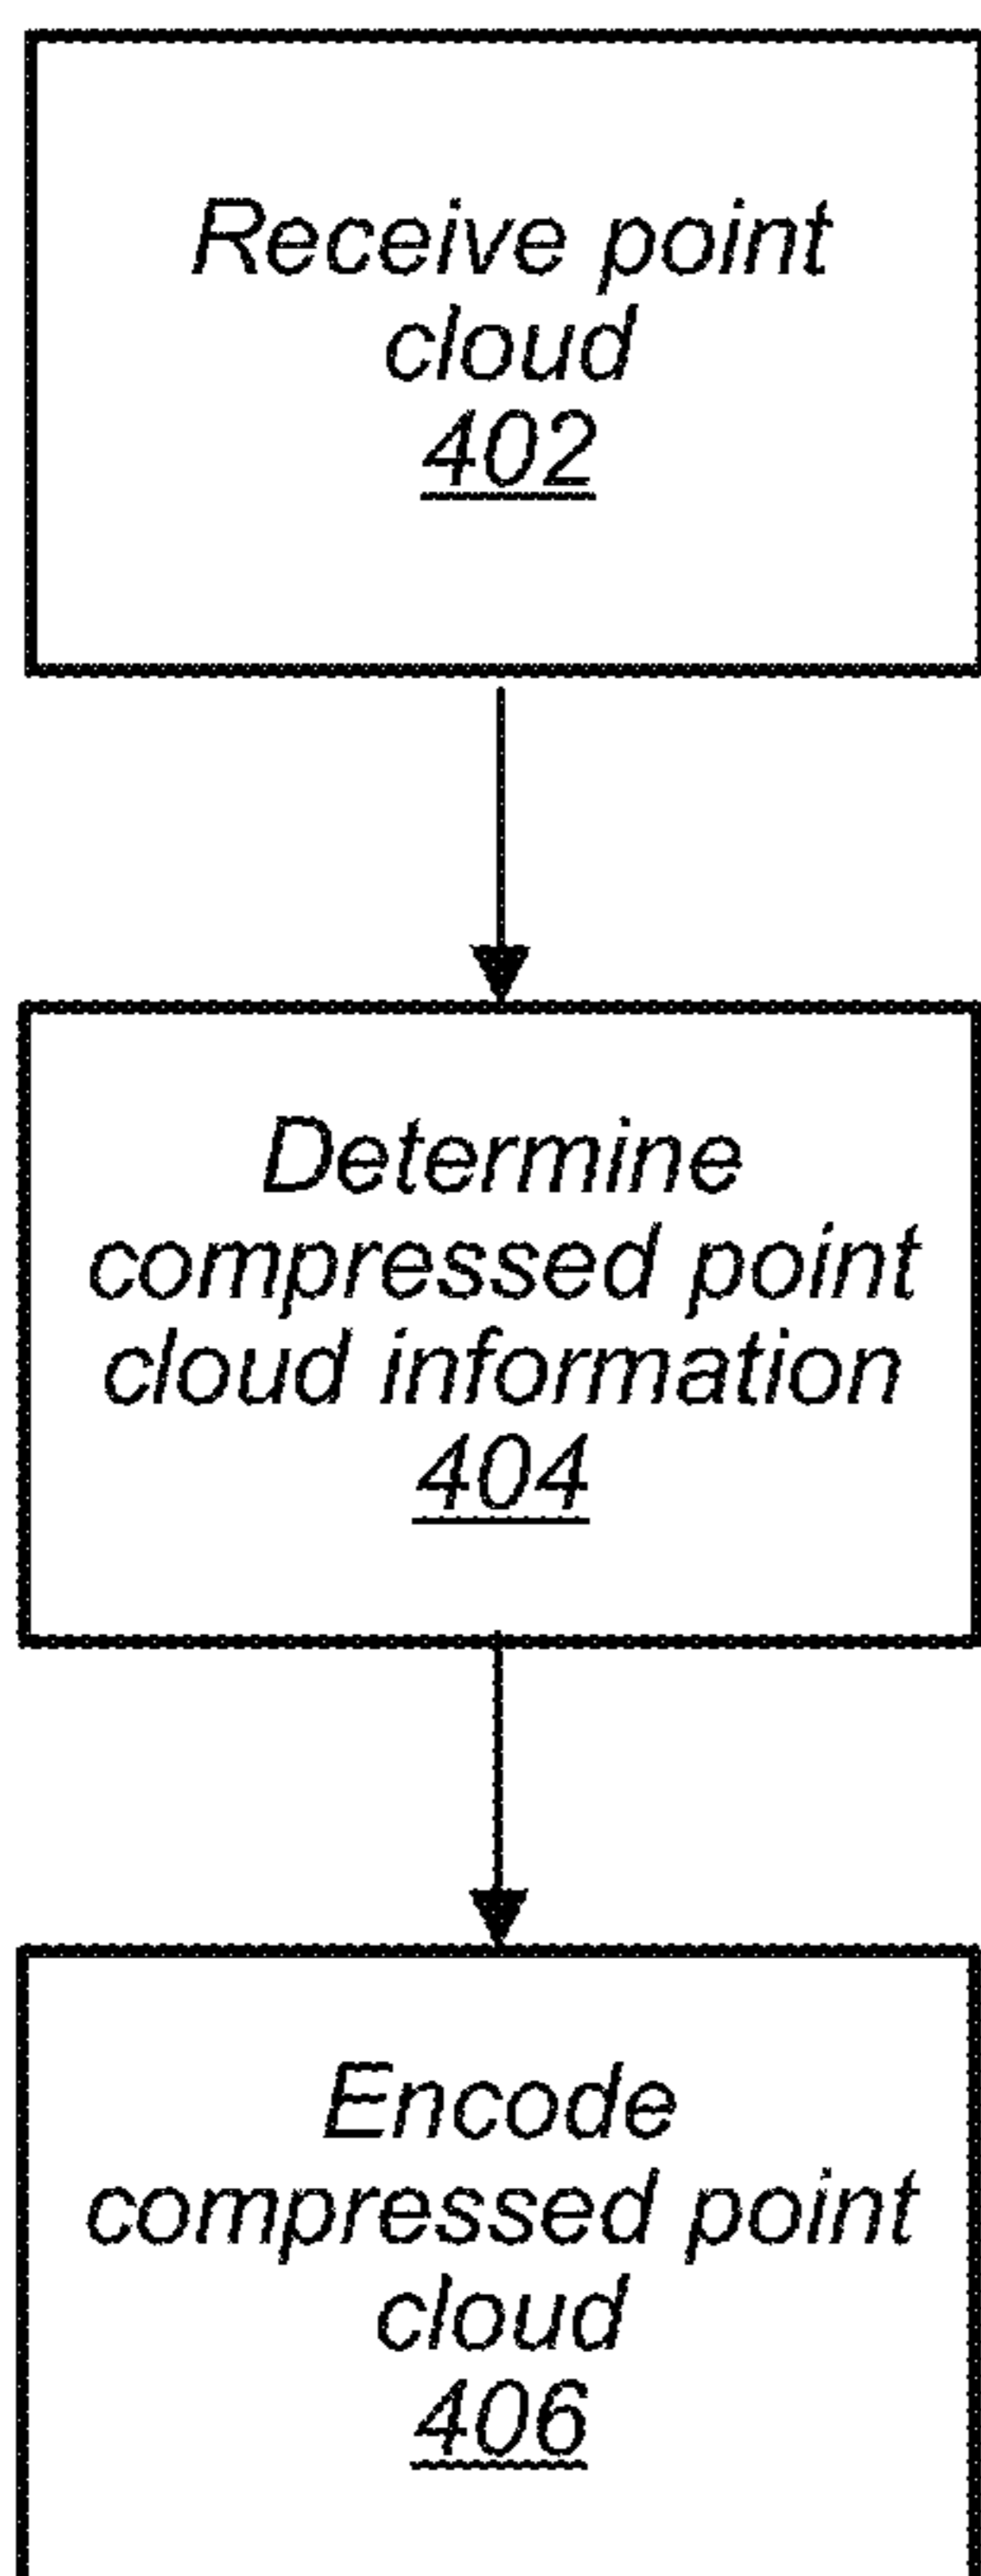 Receive point
cloud
402
Determine
compressed point
cloud information
404
Encode
compressed point
cloud
406